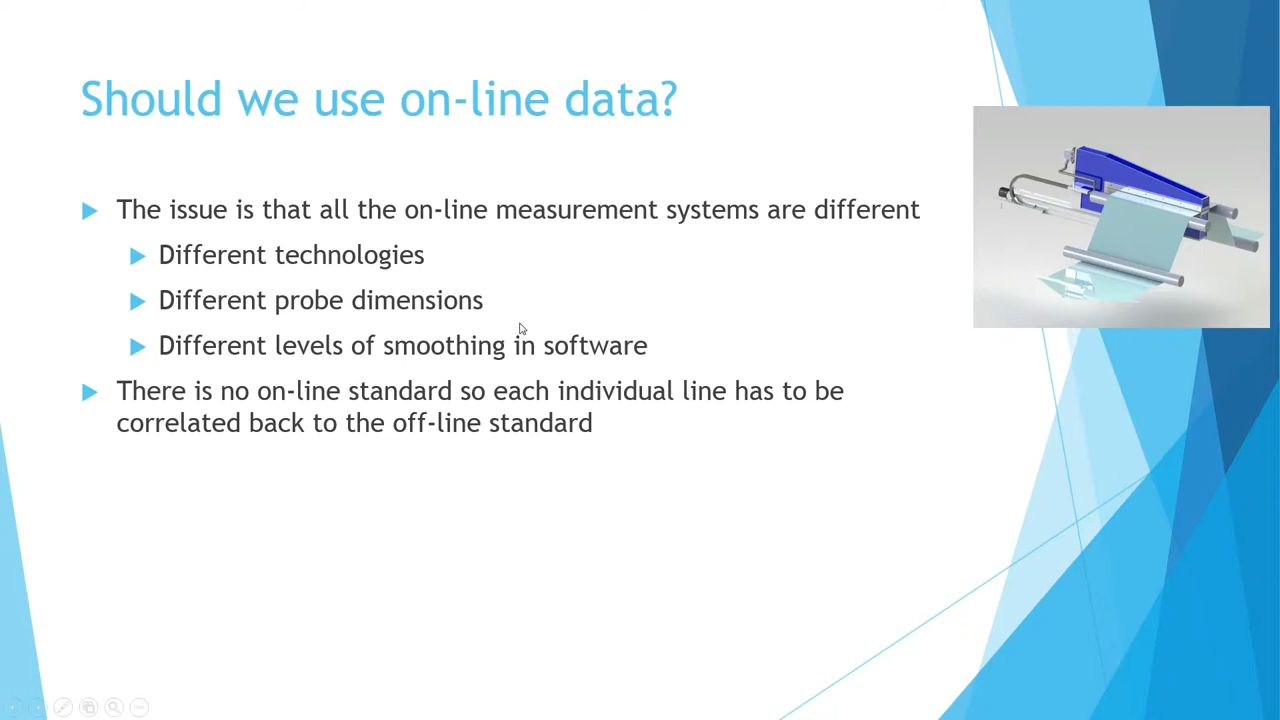 Should we use on-line data?
The issue is that all the on-line measurement systems are different
Different technologies
Different probe dimensions
Different levels of smoothing in software
There is no on-line standard so each individual line has to be
correlated back to the off-line standard